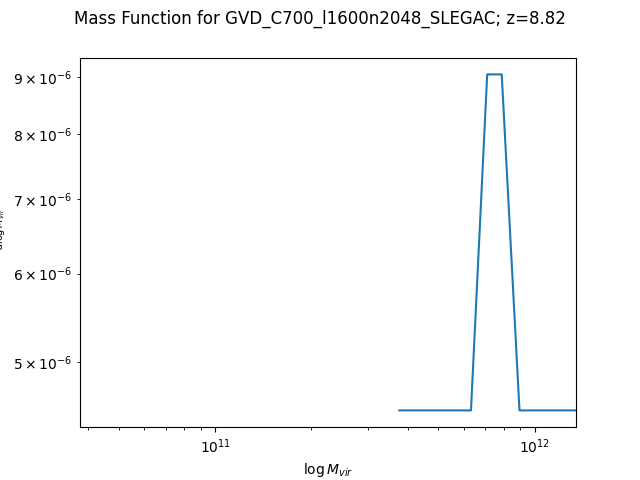 Mass Function for GVD_C700_l1600n2048_SLEGAC; z=8.82
9 × 10⁻⁶
8 × 10⁻⁶
7 × 10⁻⁶
6 × 10⁻⁶
5 × 10⁻⁶
10¹¹
10¹²
log M_vir